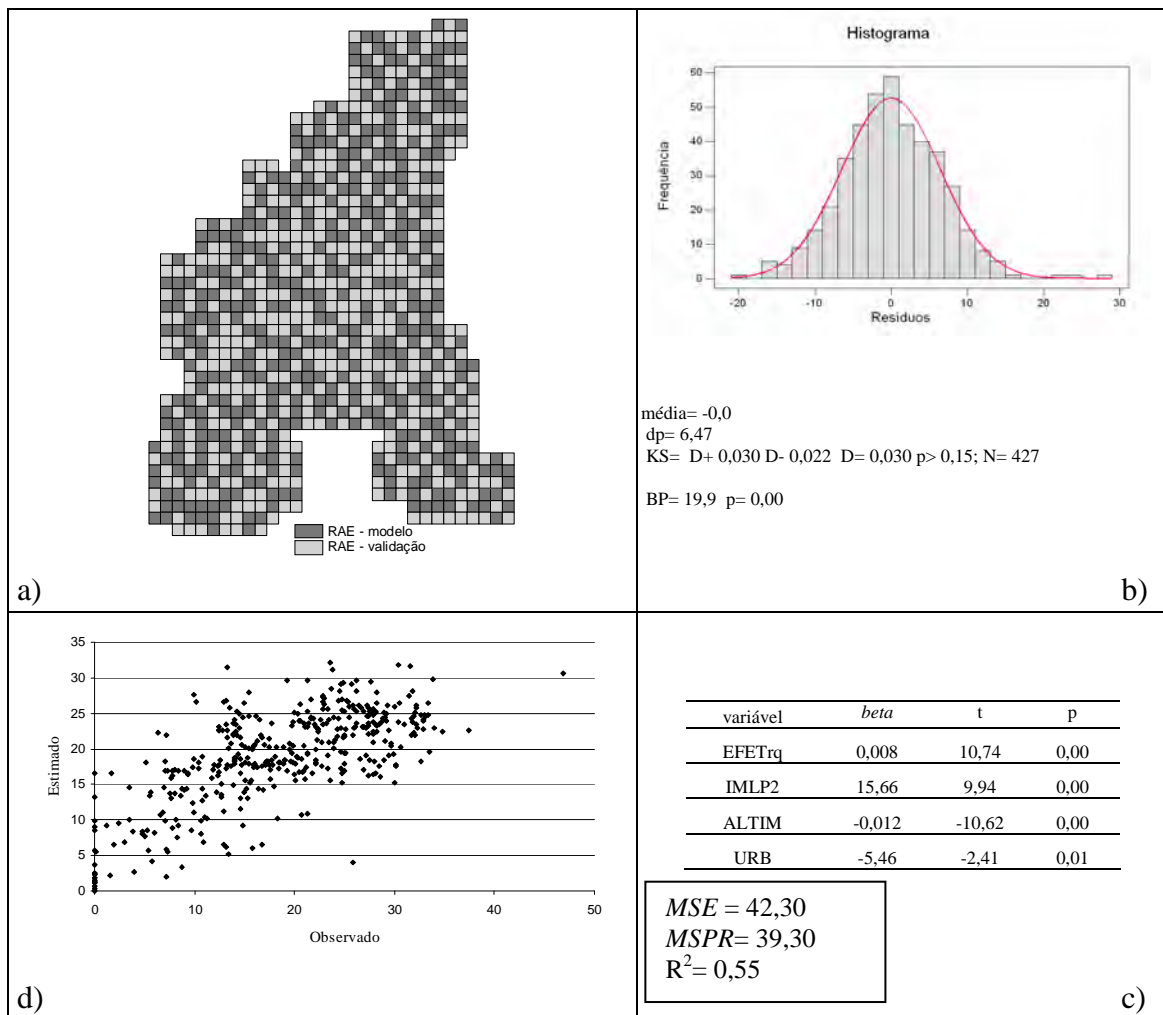 RAE - modelo
RAE - validação
a)
Histograma
Frequência
60
50
40
30
20
10
0
-20
-10
0
10
20
30
Resíduos
média= -0,0
dp= 6,47
KS= D+ 0,030 D- 0,022 D= 0,030 p> 0,15; N= 427
BP= 19,9 p= 0,00
b)
Estimado
35
30
25
20
15
10
5
0
0
10
20
30
40
50
Observado
d)
variável beta t p
EFETrq 0,008 10,74 0,00
IMLP2 15,66 9,94 0,00
ALTIM -0,012 -10,62 0,00
URB -5,46 -2,41 0,01
MSE = 42,30
MSPR= 39,30
R²= 0,55
c)